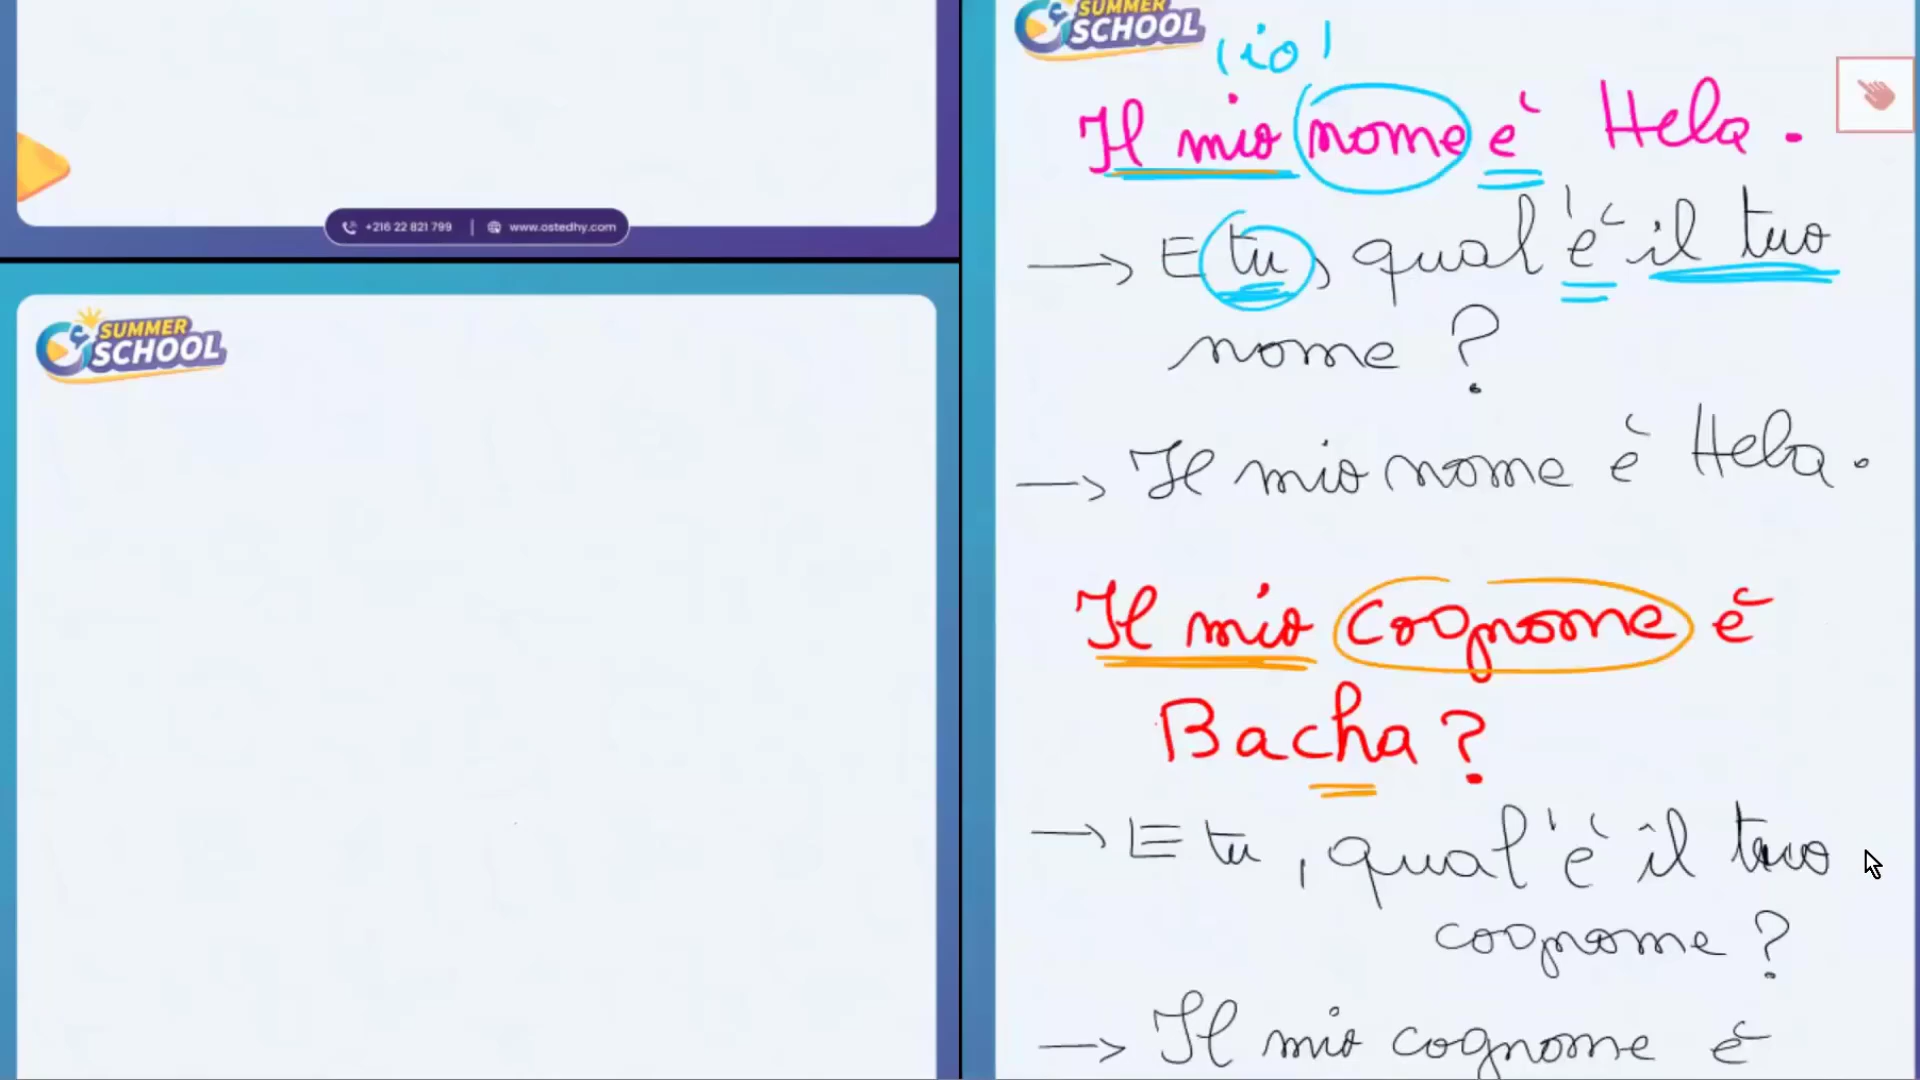 +216 22 821 799 | www.ostedhy.com
SUMMER
SCHOOL
SUMMER
SCHOOL
(io)
Il mio nome è Hela.
→ E tu, qual'è il tuo
nome ?
→ Il mio nome è Hela.
Il mio cognome è
Bacha ?
→ E tu, qual'è il tuo
cognome ?
→ Il mio cognome è